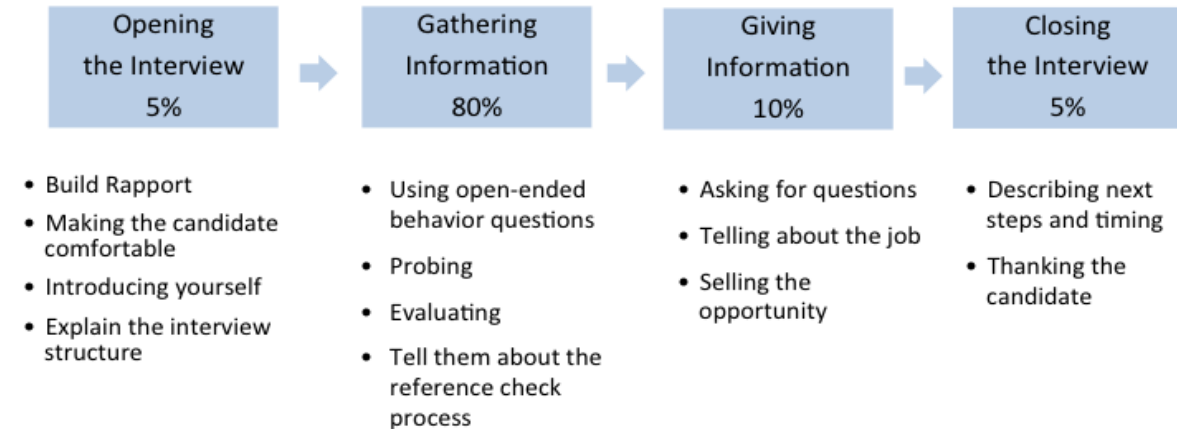 Opening
the Interview
5%
Gathering
Information
80%
Giving
Information
10%
Closing
the Interview
5%
• Build Rapport
• Making the candidate
comfortable
• Introducing yourself
• Explain the interview
structure
• Using open-ended
behavior questions
• Probing
• Evaluating
• Tell them about the
reference check
process
• Asking for questions
• Telling about the job
• Selling the
opportunity
• Describing next
steps and timing
• Thanking the
candidate